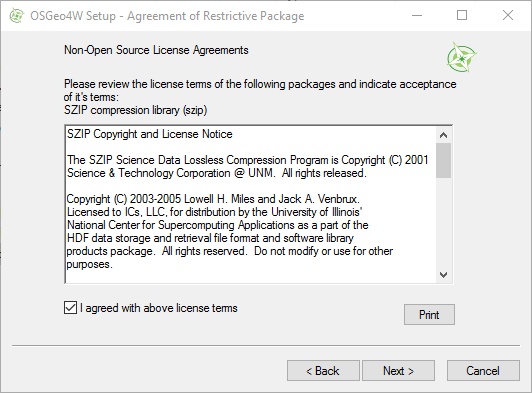 OSGeo4W Setup - Agreement of Restrictive Package
Non-Open Source License Agreements
Please review the license terms of the following packages and indicate acceptance
of it's terms:
SZIP compression library (szip)
SZIP Copyright and License Notice
The SZIP Science Data Lossless Compression Program is Copyright (C) 2001
Science & Technology Corporation @ UNM.  All rights released.
Copyright (C) 2003-2005 Lowell H. Miles and Jack A. Venbrux.
Licensed to ICs, LLC, for distribution by the University of Illinois'
National Center for Supercomputing Applications as a part of the
HDF data storage and retrieval file format and software library
products package.  All rights reserved.  Do not modify or use for other
purposes.
I agreed with above license terms
Print
< Back
Next >
Cancel